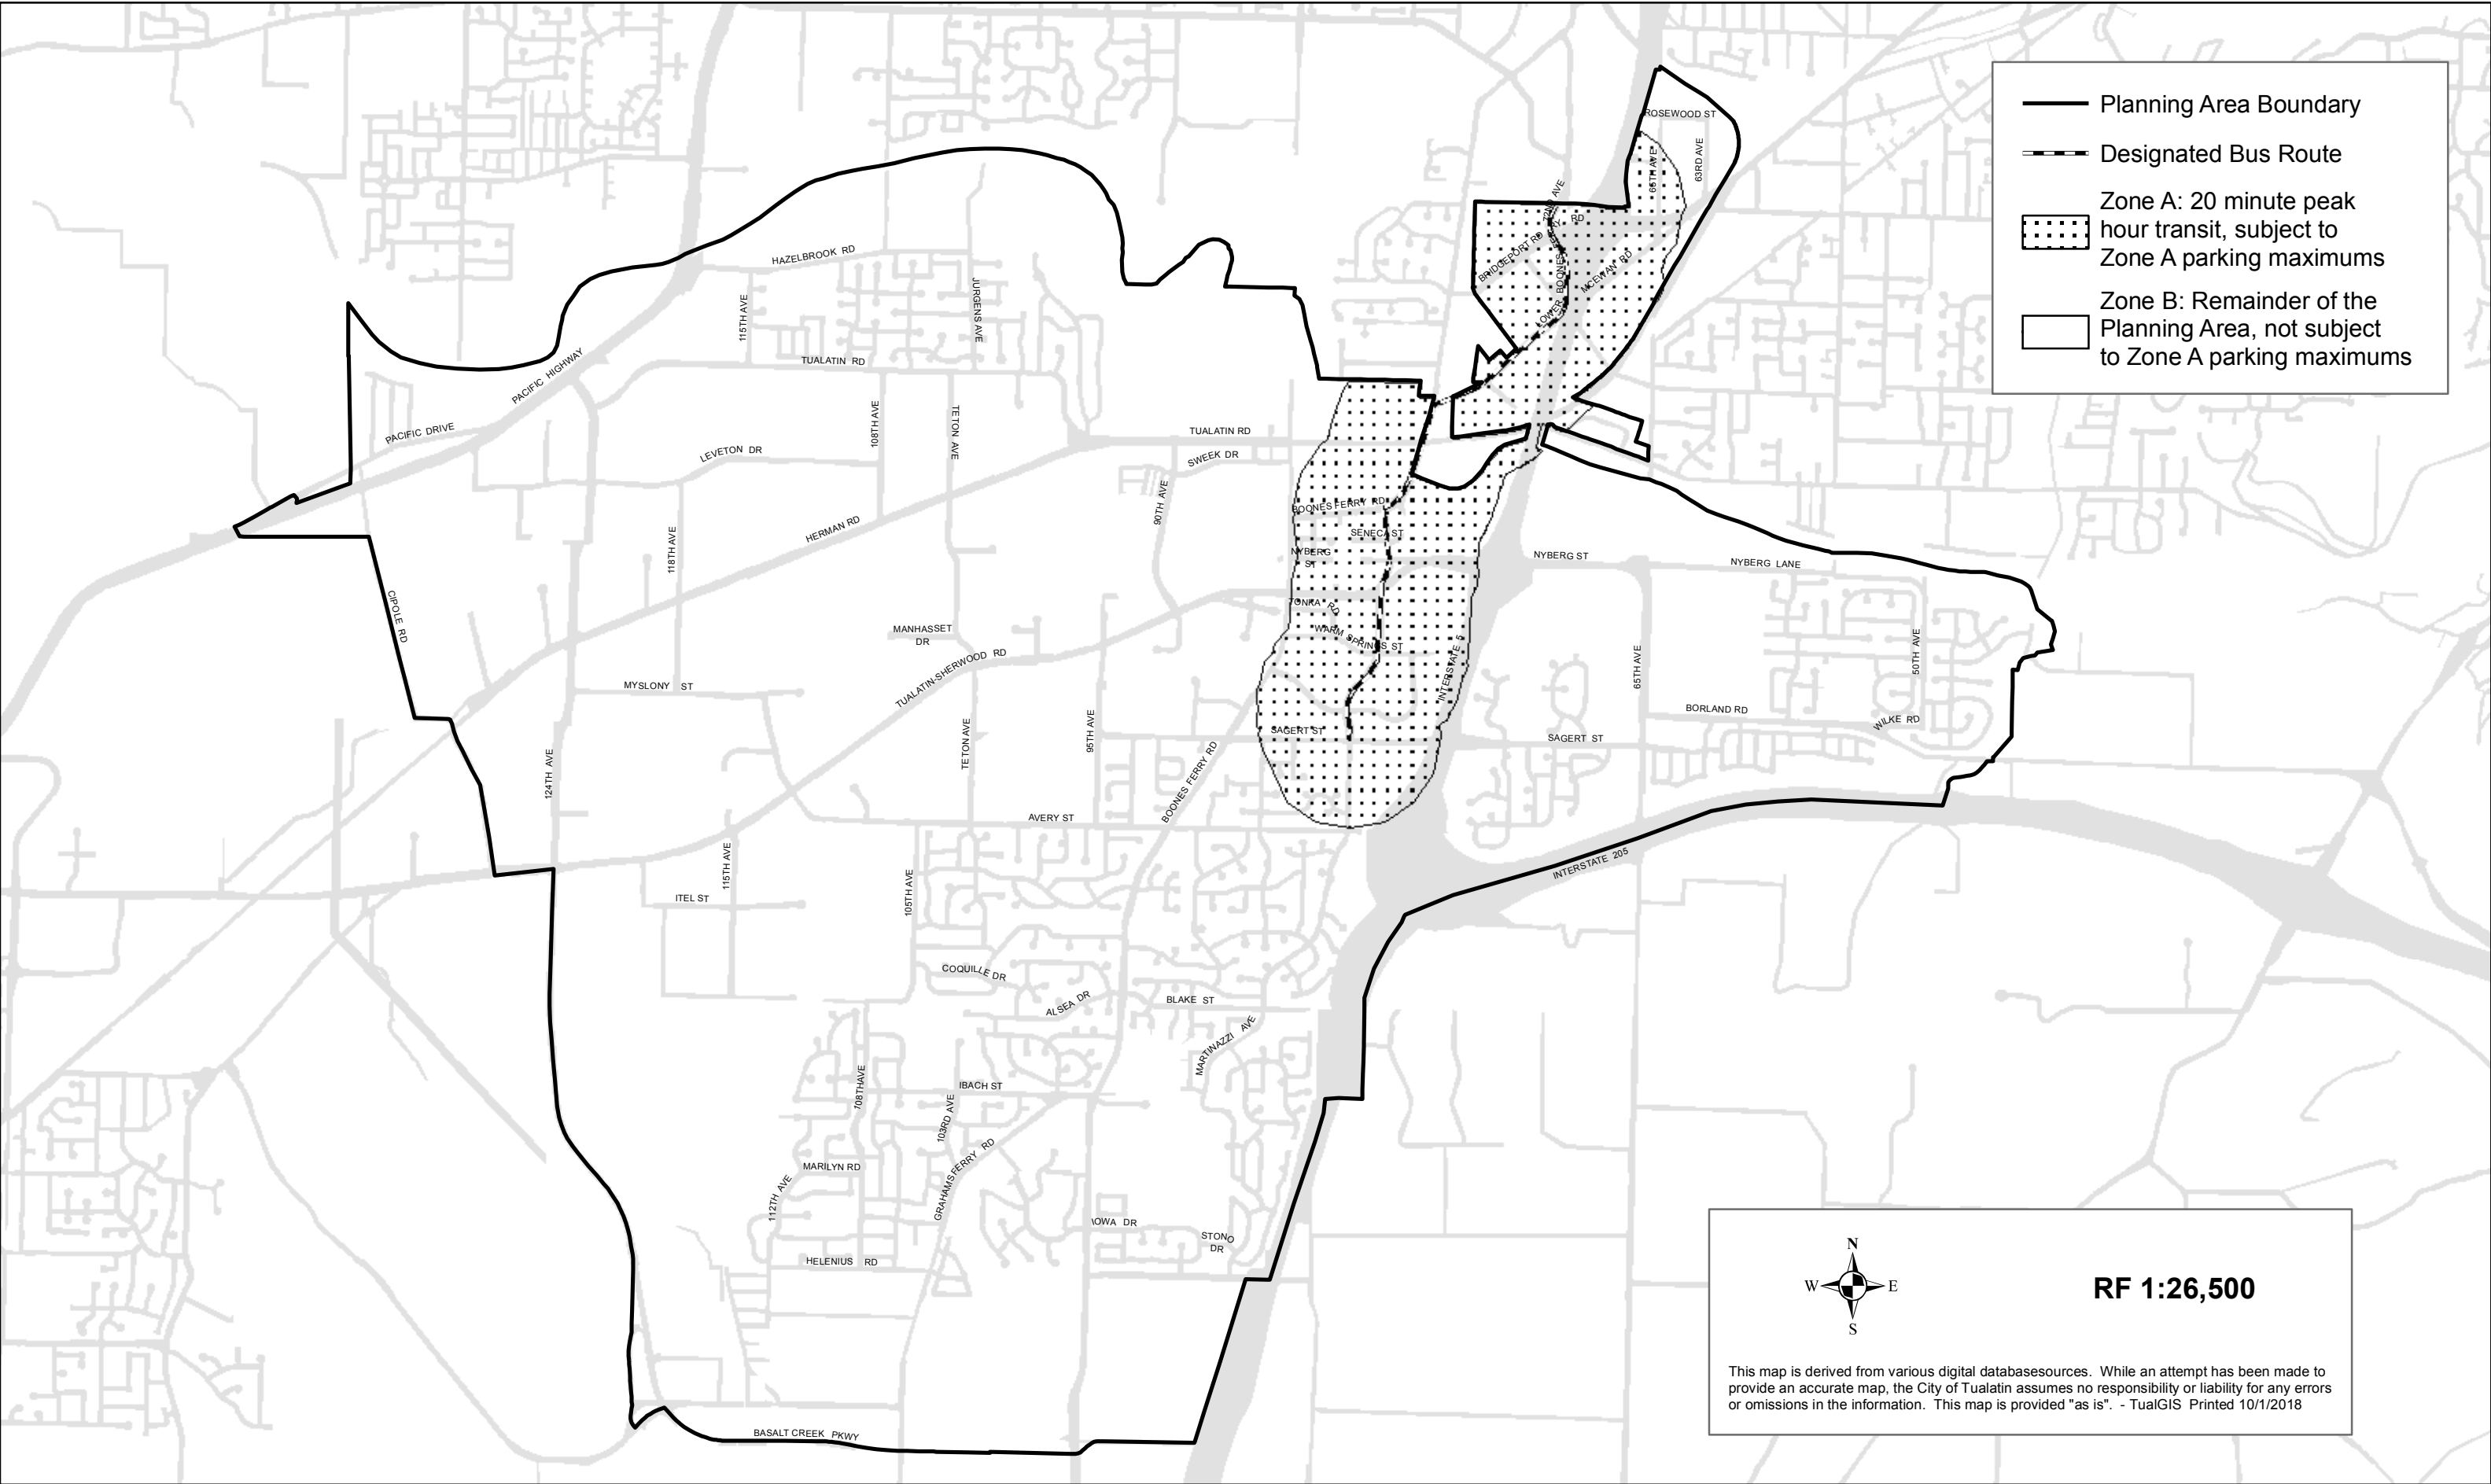 Planning Area Boundary
Designated Bus Route
Zone A: 20 minute peak
hour transit, subject to
Zone A parking maximums
Zone B: Remainder of the
Planning Area, not subject
to Zone A parking maximums
ROSEWOOD ST
65TH AVE
63RD AVE
72ND AVE
RD
BRIDGEPORT RD
LOWER BOONES FERRY
MCEWAN RD
HAZELBROOK RD
115TH AVE
JURGENS AVE
TUALATIN RD
PACIFIC HIGHWAY
PACIFIC DRIVE
108TH AVE
TETON AVE
LEVETON DR
TUALATIN RD
SWEEK DR
90TH AVE
BOONES FERRY RD
SENECA ST
HERMAN RD
118TH AVE
NYBERG
ST
NYBERG ST
NYBERG LANE
CIPOLE RD
TONKA RD
WARM SPRINGS ST
MANHASSET
DR
TUALATIN-SHERWOOD RD
INTERSTATE 5
65TH AVE
50TH AVE
MYSLONY ST
BORLAND RD
WILKE RD
TETON AVE
95TH AVE
SAGERT ST
SAGERT ST
124TH AVE
BOONES FERRY RD
AVERY ST
115TH AVE
INTERSTATE 205
105TH AVE
ITEL ST
COQUILLE DR
ALSEA DR
BLAKE ST
MARTINAZZI AVE
108TH AVE
IBACH ST
103RD AVE
GRAHAMS FERRY RD
MARILYN RD
112TH AVE
IOWA DR
STONO
DR
HELENIUS RD
BASALT CREEK PKWY
N
W E
S
RF 1:26,500
This map is derived from various digital databasesources. While an attempt has been made to
provide an accurate map, the City of Tualatin assumes no responsibility or liability for any errors
or omissions in the information. This map is provided "as is". - TualGIS Printed 10/1/2018